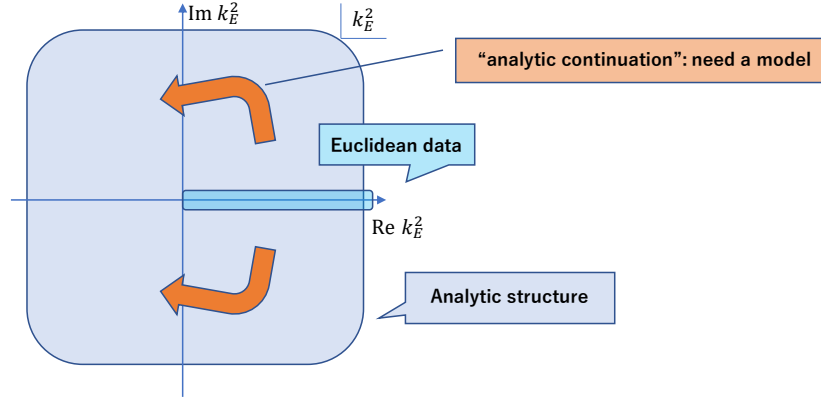 Im k_E^2
k_E^2
“analytic continuation”: need a model
Euclidean data
Re k_E^2
Analytic structure